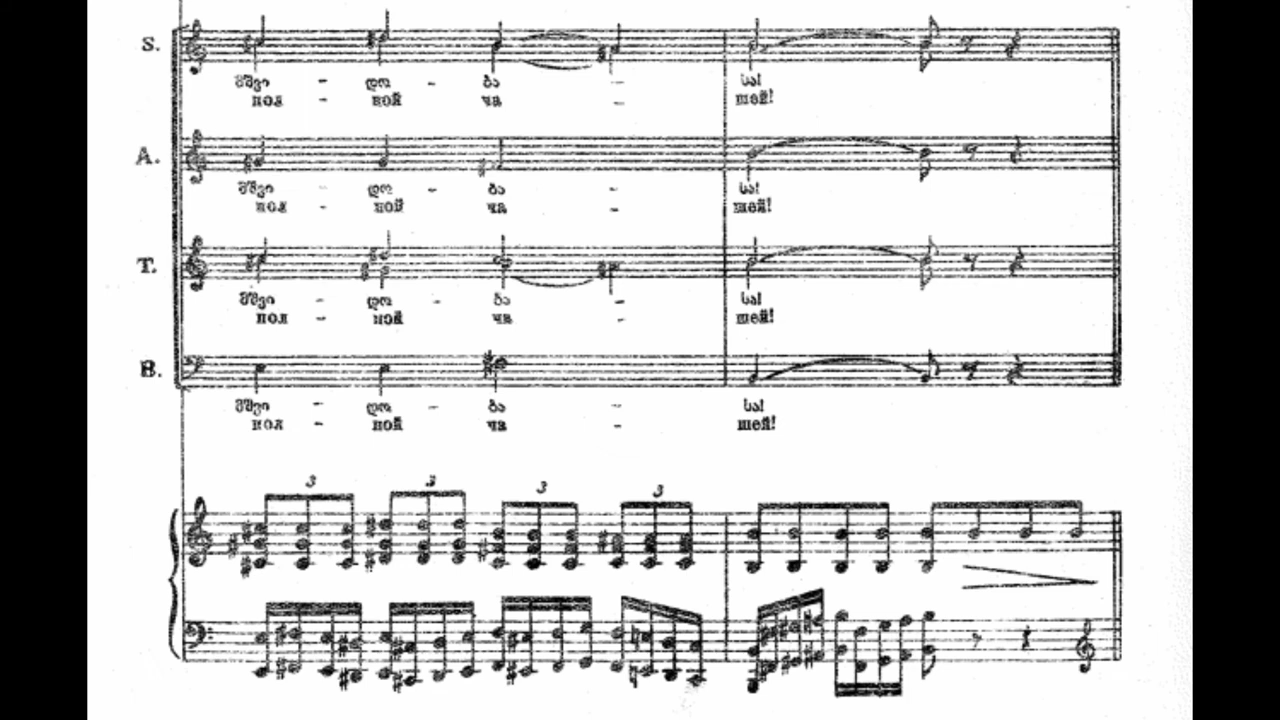 S.
მშვი - დო - ბა -
სა!
пол - ной ча - шей!
A.
მშვი - დო - ბა - სა!
пол - ной ча - шей!
T.
მშვი - დო - ბა - სა!
пол - ной ча - шей!
B.
მშვი - დო - ბა - სა!
пол - ной ча - шей!
3 3 3 3